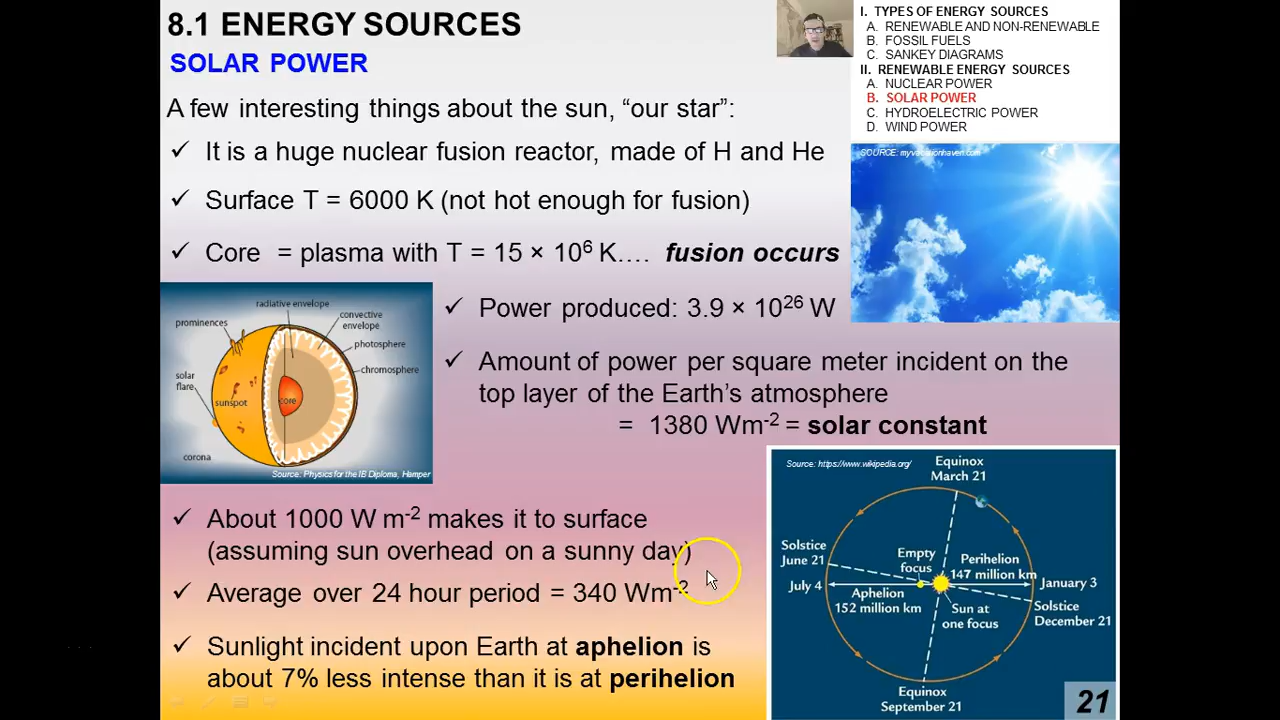 8.1 ENERGY SOURCES
SOLAR POWER
I. TYPES OF ENERGY SOURCES
A. RENEWABLE AND NON-RENEWABLE
B. FOSSIL FUELS
C. SANKEY DIAGRAMS
II. RENEWABLE ENERGY SOURCES
A. NUCLEAR POWER
B. SOLAR POWER
C. HYDROELECTRIC POWER
D. WIND POWER
A few interesting things about the sun, “our star”:
✓ It is a huge nuclear fusion reactor, made of H and He
✓ Surface T = 6000 K (not hot enough for fusion)
✓ Core = plasma with T = 15 × 10⁶ K…. fusion occurs
SOURCE: myvacationhaven.com
✓ Power produced: 3.9 × 10²⁶ W
✓ Amount of power per square meter incident on the
top layer of the Earth’s atmosphere
= 1380 Wm⁻² = solar constant
radiative envelope
prominences
convective
envelope
photosphere
chromosphere
solar
flare
sunspot
core
corona
Source: Physics for the IB Diploma, Hamper
✓ About 1000 W m⁻² makes it to surface
(assuming sun overhead on a sunny day)
✓ Average over 24 hour period = 340 Wm⁻²
✓ Sunlight incident upon Earth at aphelion is
about 7% less intense than it is at perihelion
Source: https://www.wikipedia.org/
Equinox
March 21
Solstice
June 21
Empty
focus
Perihelion
147 million km
July 4
January 3
Aphelion
152 million km
Sun at
one focus
Solstice
December 21
Equinox
September 21
21